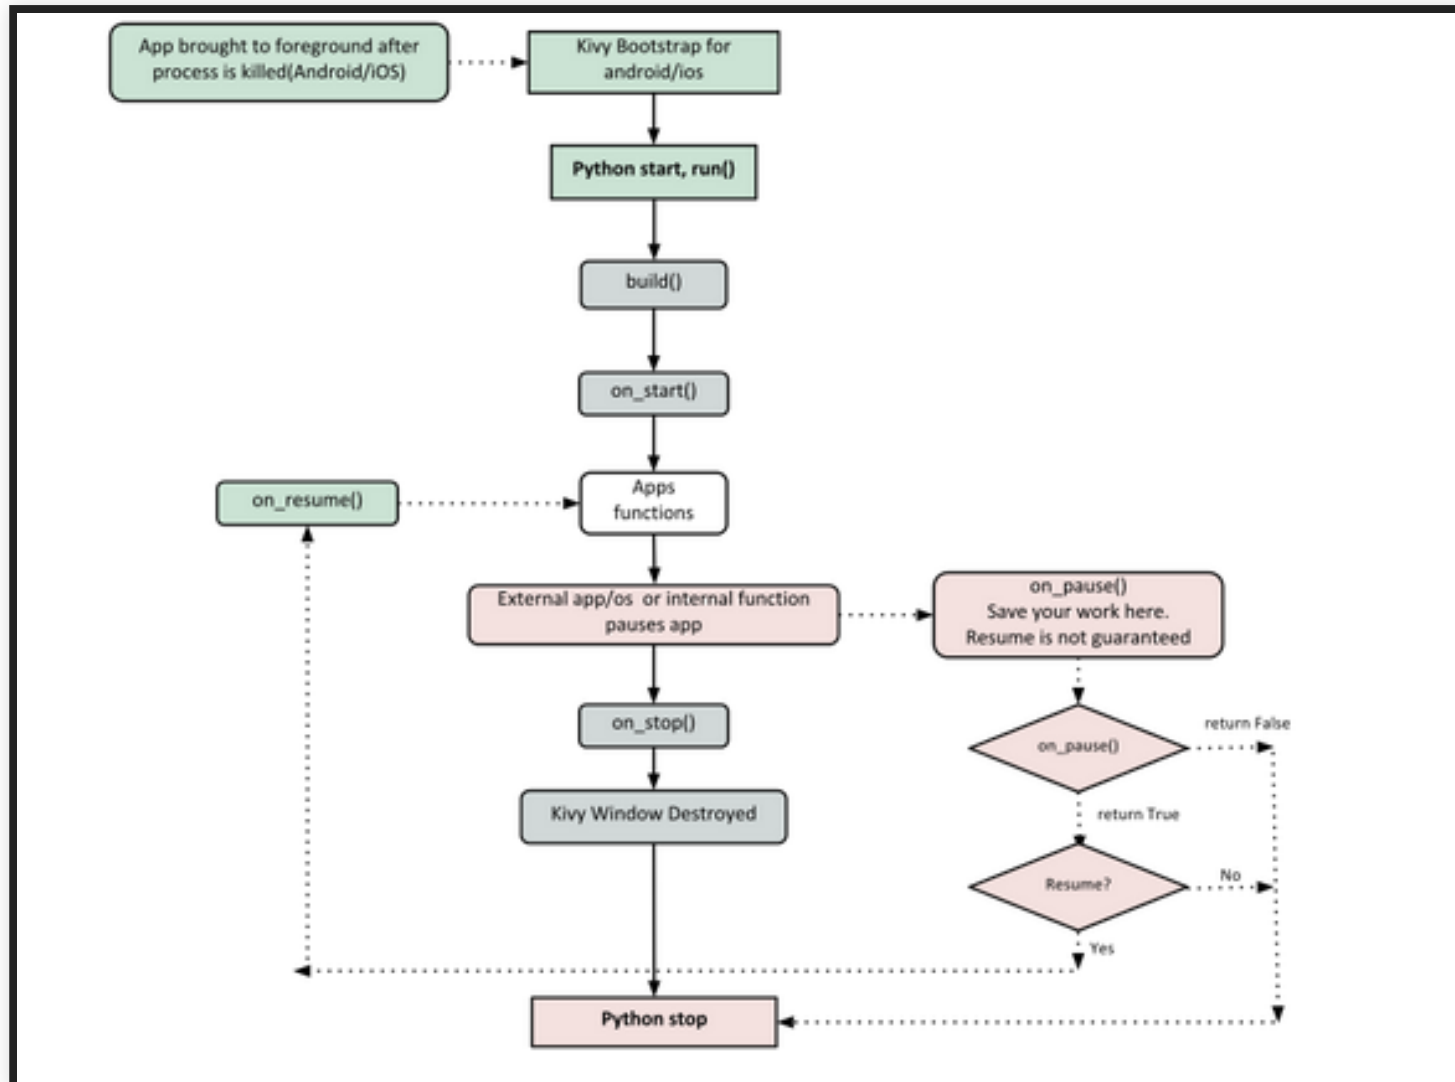 App brought to foreground after
process is killed(Android/iOS)
Kivy Bootstrap for
android/ios
Python start, run()
build()
on_start()
on_resume()
Apps
functions
External app/os  or internal function
pauses app
on_pause()
Save your work here.
Resume is not guaranteed
on_stop()
on_pause()
return False
Kivy Window Destroyed
return True
Resume?
No
Yes
Python stop